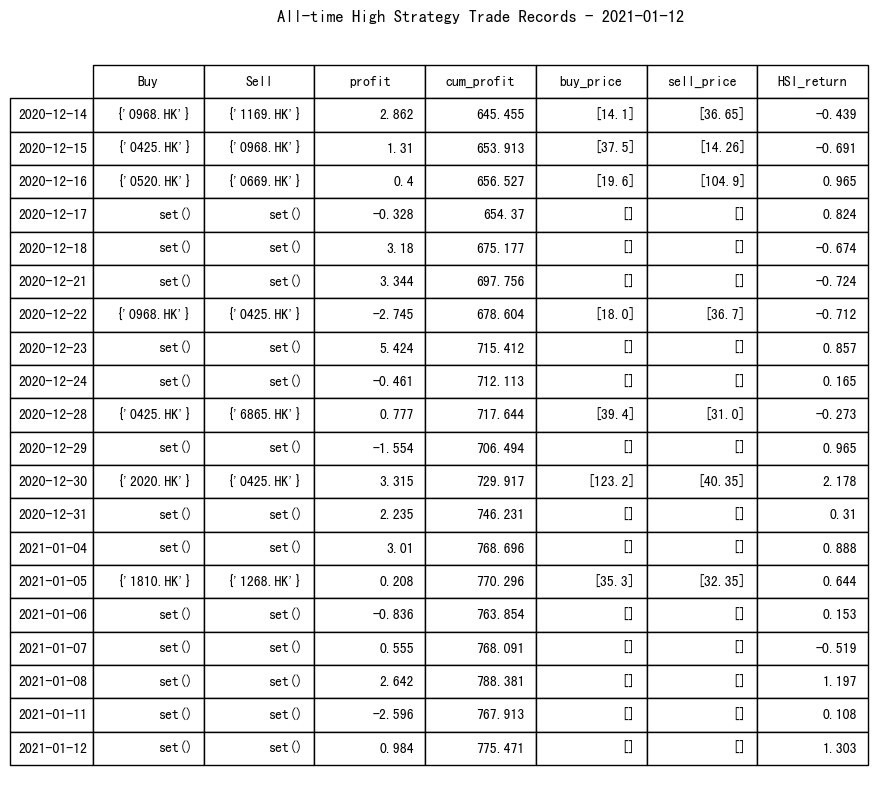 All-time High Strategy Trade Records - 2021-01-12
Buy Sell profit cum_profit buy_price sell_price HSI_return
2020-12-14 {'0968.HK'} {'1169.HK'} 2.862 645.455 [14.1] [36.65] -0.439
2020-12-15 {'0425.HK'} {'0968.HK'} 1.31 653.913 [37.5] [14.26] -0.691
2020-12-16 {'0520.HK'} {'0669.HK'} 0.4 656.527 [19.6] [104.9] 0.965
2020-12-17 set() set() -0.328 654.37 [] [] 0.824
2020-12-18 set() set() 3.18 675.177 [] [] -0.674
2020-12-21 set() set() 3.344 697.756 [] [] -0.724
2020-12-22 {'0968.HK'} {'0425.HK'} -2.745 678.604 [18.0] [36.7] -0.712
2020-12-23 set() set() 5.424 715.412 [] [] 0.857
2020-12-24 set() set() -0.461 712.113 [] [] 0.165
2020-12-28 {'0425.HK'} {'6865.HK'} 0.777 717.644 [39.4] [31.0] -0.273
2020-12-29 set() set() -1.554 706.494 [] [] 0.965
2020-12-30 {'2020.HK'} {'0425.HK'} 3.315 729.917 [123.2] [40.35] 2.178
2020-12-31 set() set() 2.235 746.231 [] [] 0.31
2021-01-04 set() set() 3.01 768.696 [] [] 0.888
2021-01-05 {'1810.HK'} {'1268.HK'} 0.208 770.296 [35.3] [32.35] 0.644
2021-01-06 set() set() -0.836 763.854 [] [] 0.153
2021-01-07 set() set() 0.555 768.091 [] [] -0.519
2021-01-08 set() set() 2.642 788.381 [] [] 1.197
2021-01-11 set() set() -2.596 767.913 [] [] 0.108
2021-01-12 set() set() 0.984 775.471 [] [] 1.303